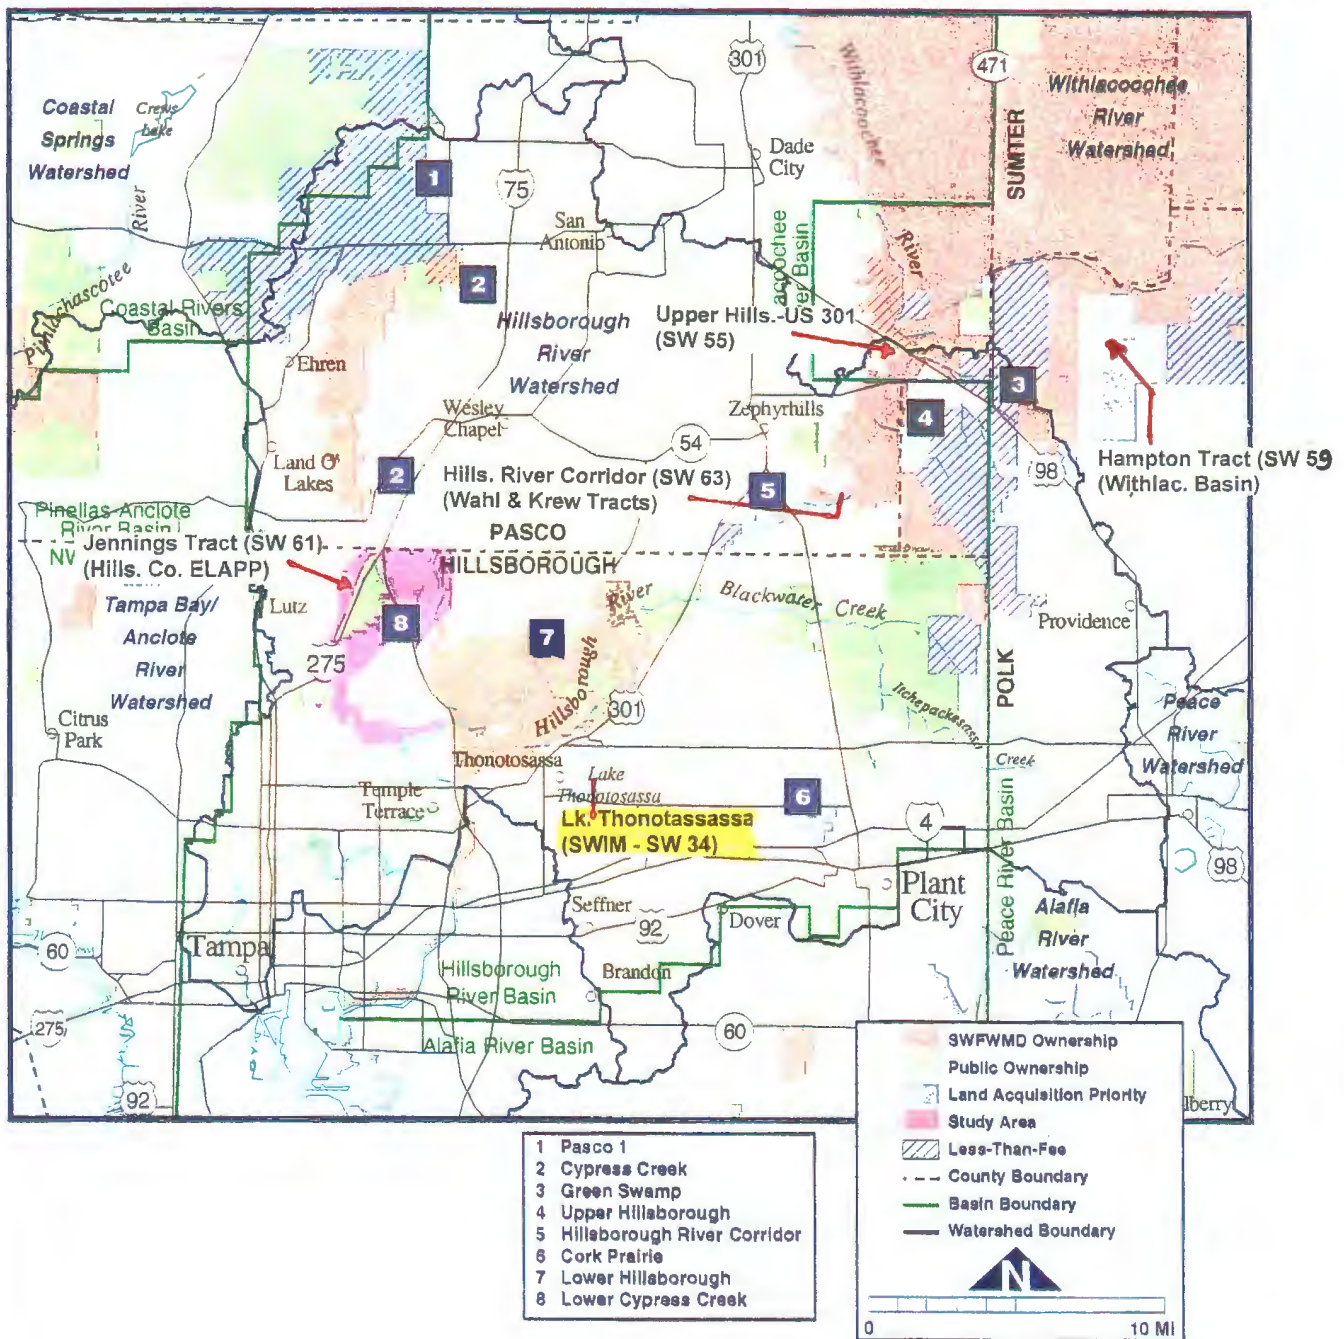 301
471
Withlacoochee
Withlacoochee
River
Watershed
SUMTER
Coastal
Springs
Watershed
Crews
Lake
River
Dade
City
1
75
San
Antonio
2
River
acoochee
er Basin
Pithlachascotee
Coastal Rivers
Basin
Hillsborough
River
Watershed
Upper Hills.-US 301
(SW 55)
Ehren
3
4
Wesley
Chapel
Zephyrhills
54
98
Hampton Tract (SW 59
(Withlac. Basin)
Land O'
Lakes
2
Hills. River Corridor (SW 63)
(Wahl & Krew Tracts)
5
Pinellas Anclote
River Basin
NW
PASCO
HILLSBOROUGH
Jennings Tract (SW 61)
(Hills. Co. ELAPP)
Tampa Bay/
Anclote
River
Watershed
Lutz
8
7
River
Blackwater Creek
Providence
275
Hillsborough
301
Itchepackesassa
Creek
POLK
Peace
River
Watershed
Citrus
Park
Thonotosassa
Lake
Thonotosassa
Temple
Terrace
6
Lk. Thonotassassa
(SWIM - SW 34)
4
98
Plant
City
Peace River Basin
Seffner
92
Dover
Alafia
River
Watershed
60
Tampa
Hillsborough
River Basin
Brandon
275
Alafia River Basin
60
92
lberry
SWFWMD Ownership
Public Ownership
Land Acquisition Priority
Study Area
Less-Than-Fee
County Boundary
Basin Boundary
Watershed Boundary
N
0 10 MI
1 Pasco 1
2 Cypress Creek
3 Green Swamp
4 Upper Hillsborough
5 Hillsborough River Corridor
6 Cork Prairie
7 Lower Hillsborough
8 Lower Cypress Creek